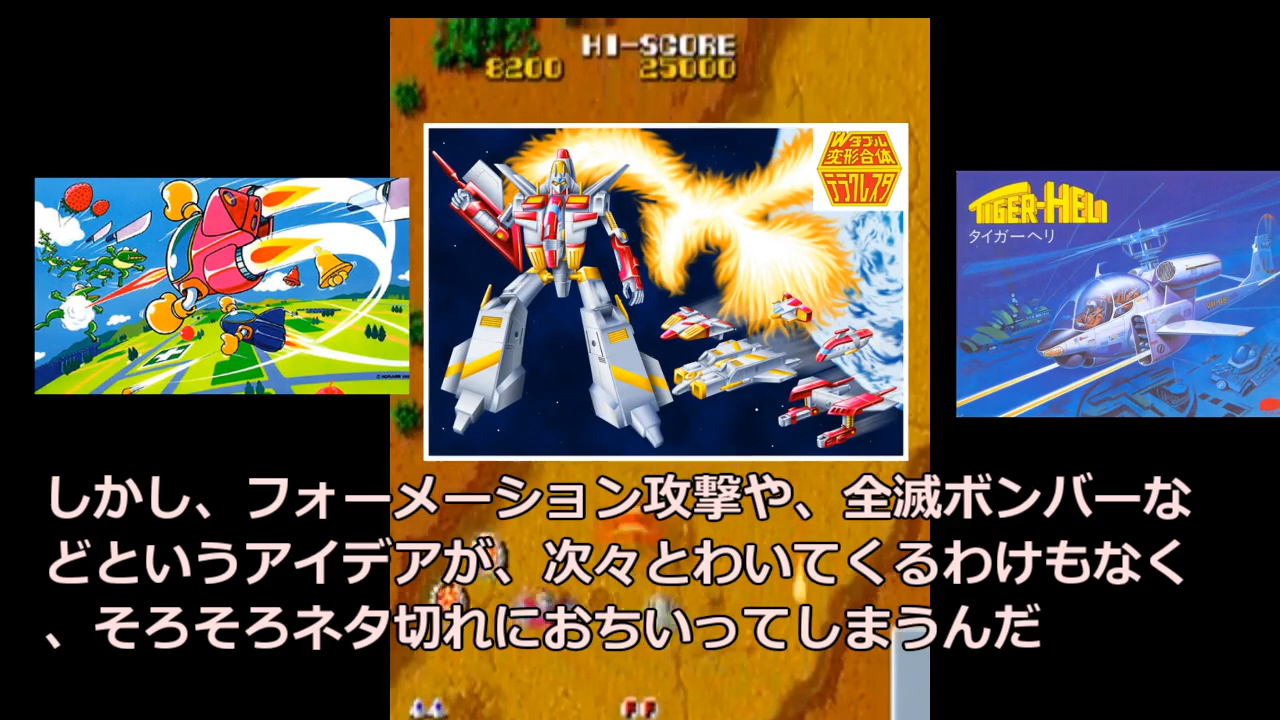 HI-SCORE
8200 25000
Wダブル
変形合体
テラクレスタ
TIGER-HELI
タイガーヘリ
しかし、フォーメーション攻撃や、全滅ボンバーな
どというアイデアが、次々とわいてくるわけもなく
、そろそろネタ切れにおちいってしまうんだ